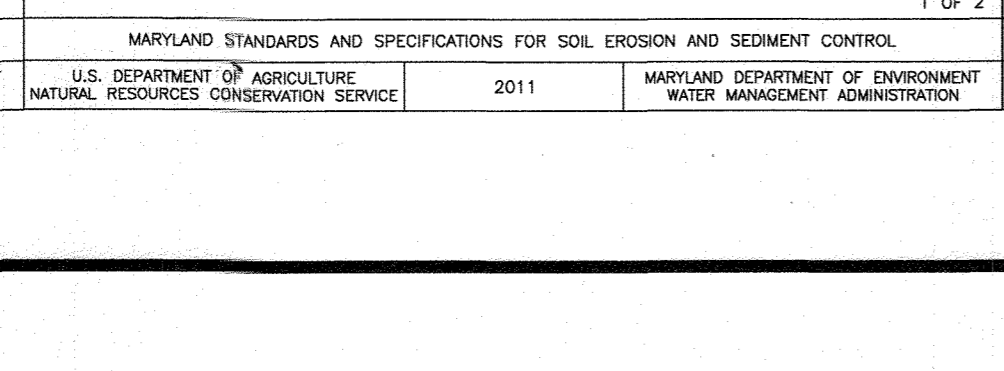 1 OF 2
MARYLAND STANDARDS AND SPECIFICATIONS FOR SOIL EROSION AND SEDIMENT CONTROL
U.S. DEPARTMENT OF AGRICULTURE
NATURAL RESOURCES CONSERVATION SERVICE
2011
MARYLAND DEPARTMENT OF ENVIRONMENT
WATER MANAGEMENT ADMINISTRATION